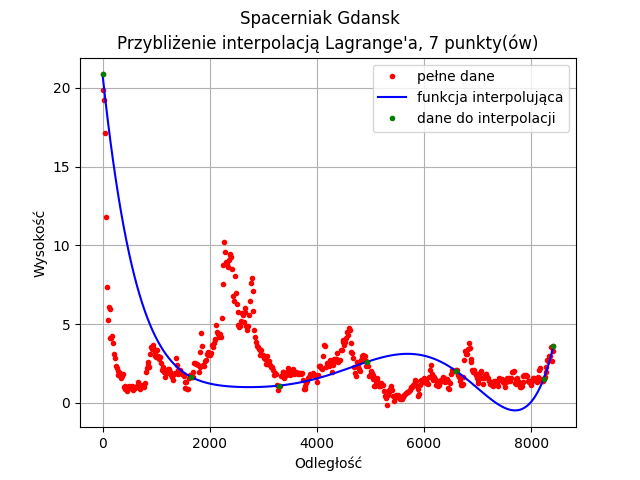 Spacerniak Gdansk
Przybliżenie interpolacją Lagrange'a, 7 punkty(ów)
pełne dane
funkcja interpolująca
dane do interpolacji
Wysokość
20
15
10
5
0
0 2000 4000 6000 8000
Odległość